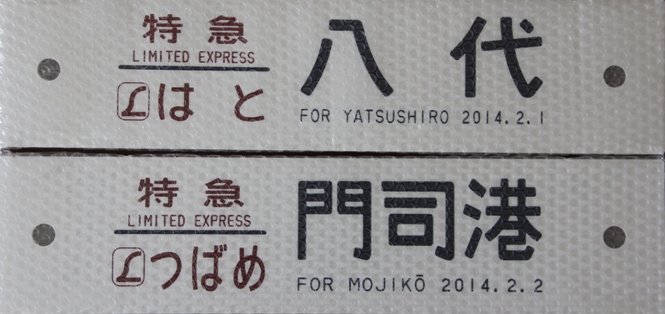 特急
LIMITED EXPRESS
Lはと
八代
FOR YATSUSHIRO 2014.2.1
特急
LIMITED EXPRESS
Lつばめ
門司港
FOR MOJIKŌ 2014.2.2